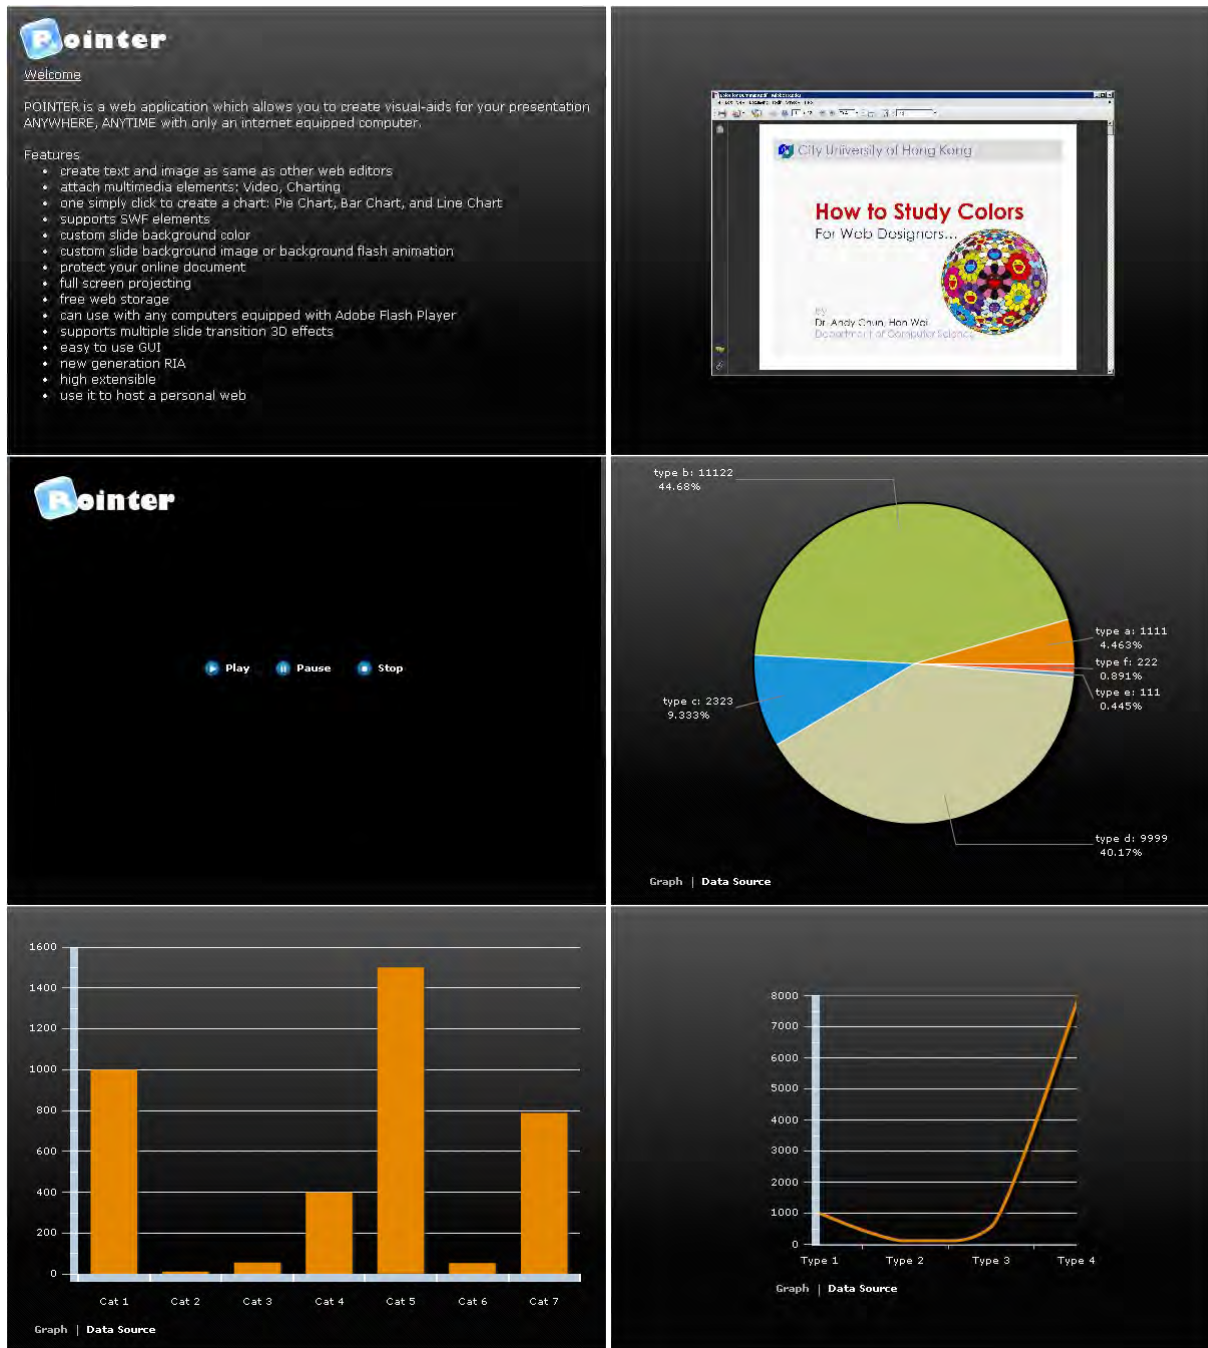 Pointer
Welcome
POINTER is a web application which allows you to create visual-aids for your presentation
ANYWHERE, ANYTIME with only an internet equipped computer.
Features
• create text and image as same as other web editors
• attach multimedia elements: Video, Charting
• one simply click to create a chart: Pie Chart, Bar Chart, and Line Chart
• supports SWF elements
• custom slide background color
• custom slide background image or background flash animation
• protect your online document
• full screen projecting
• free web storage
• can use with any computers equipped with Adobe Flash Player
• supports multiple slide transition 3D effects
• easy to use GUI
• new generation RIA
• high extensible
• use it to host a personal web
City University of Hong Kong
How to Study Colors
For Web Designers...
By
Dr. Andy Chun, Hon Wai
Department of Computer Science
Pointer
Play Pause Stop
type b: 11122
44.68%
type a: 1111
4.463%
type f: 222
0.891%
type e: 111
0.445%
type c: 2323
9.333%
type d: 9999
40.17%
Graph | Data Source
1600
1400
1200
1000
800
600
400
200
0
Cat 1 Cat 2 Cat 3 Cat 4 Cat 5 Cat 6 Cat 7
Graph | Data Source
8000
7000
6000
5000
4000
3000
2000
1000
0
Type 1 Type 2 Type 3 Type 4
Graph | Data Source